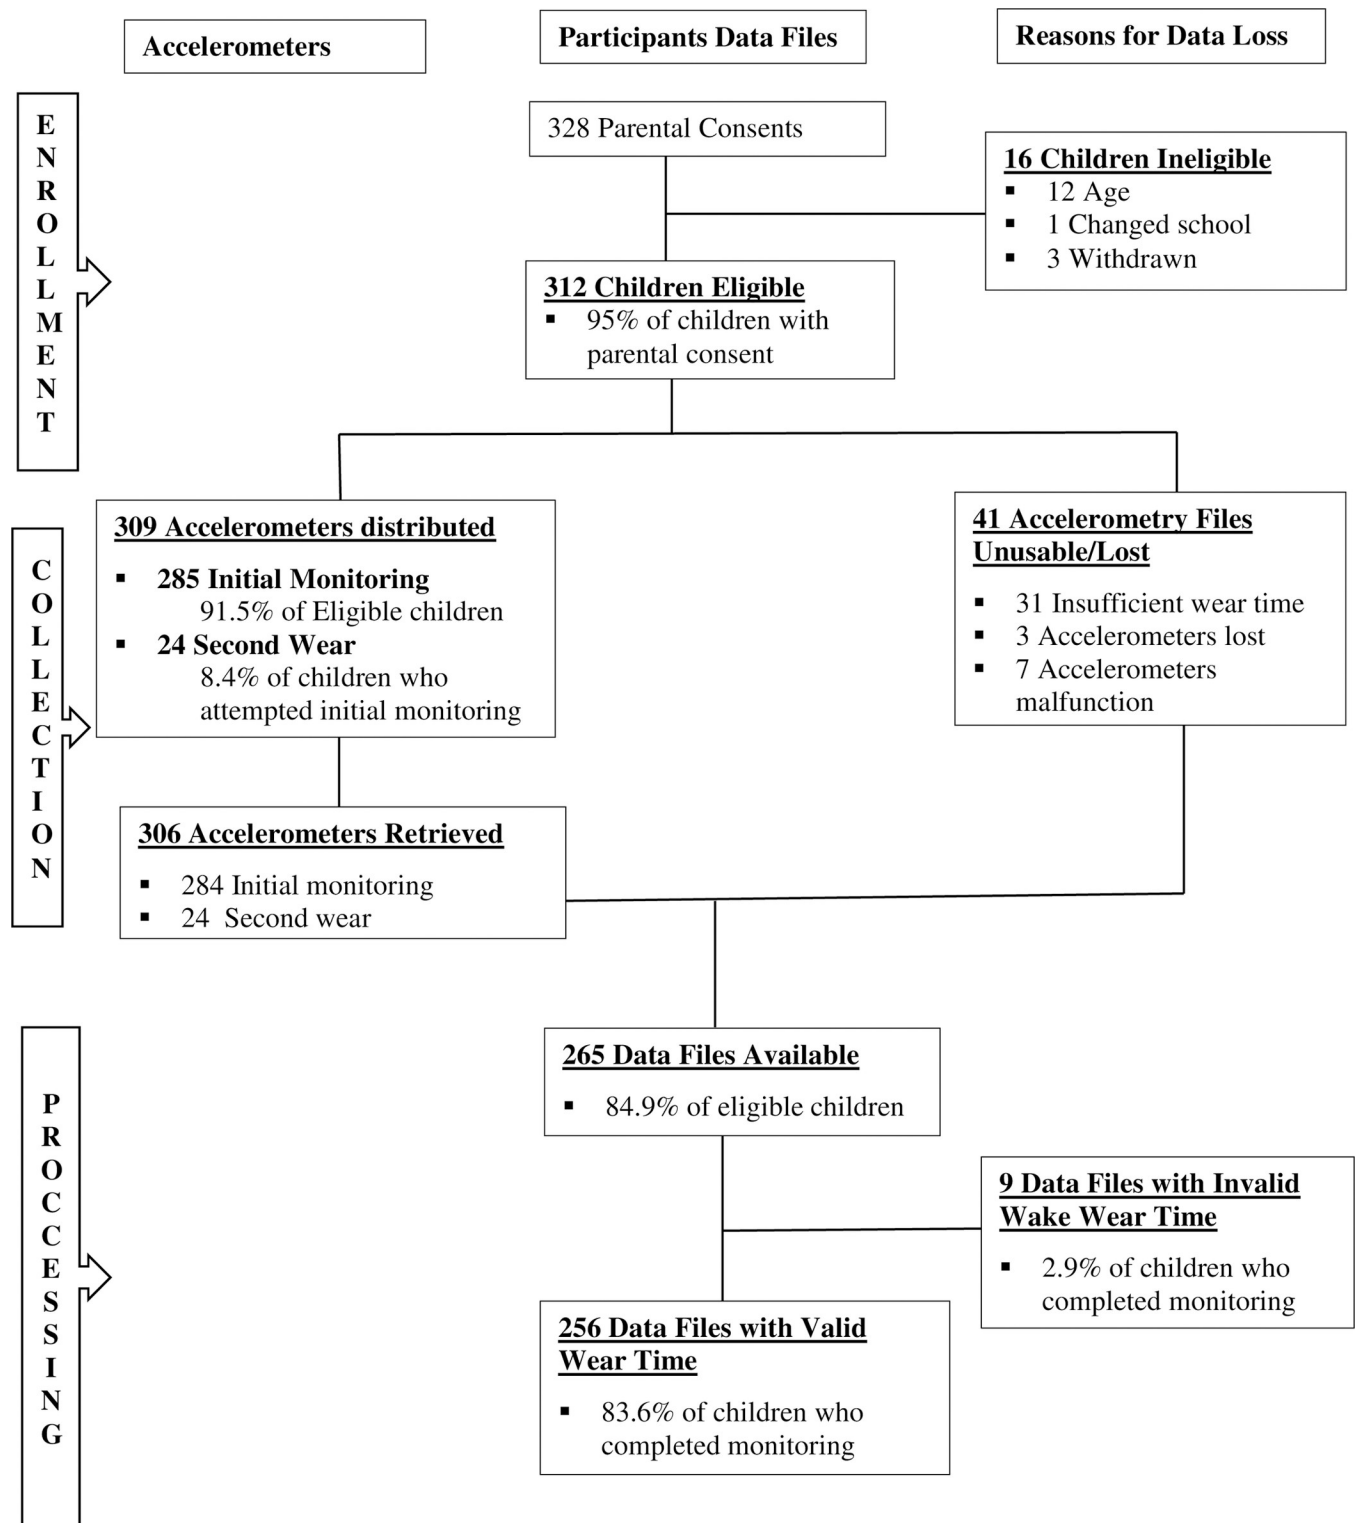 Accelerometers
Participants Data Files
Reasons for Data Loss
ENROLLMENT
328 Parental Consents
16 Children Ineligible
▪ 12 Age
▪ 1 Changed school
▪ 3 Withdrawn
312 Children Eligible
▪ 95% of children with
parental consent
COLLECTION
309 Accelerometers distributed
▪ 285 Initial Monitoring
91.5% of Eligible children
▪ 24 Second Wear
8.4% of children who
attempted initial monitoring
41 Accelerometry Files
Unusable/Lost
▪ 31 Insufficient wear time
▪ 3 Accelerometers lost
▪ 7 Accelerometers
malfunction
306 Accelerometers Retrieved
▪ 284 Initial monitoring
▪ 24 Second wear
PROCCESSING
265 Data Files Available
▪ 84.9% of eligible children
9 Data Files with Invalid
Wake Wear Time
▪ 2.9% of children who
completed monitoring
256 Data Files with Valid
Wear Time
▪ 83.6% of children who
completed monitoring